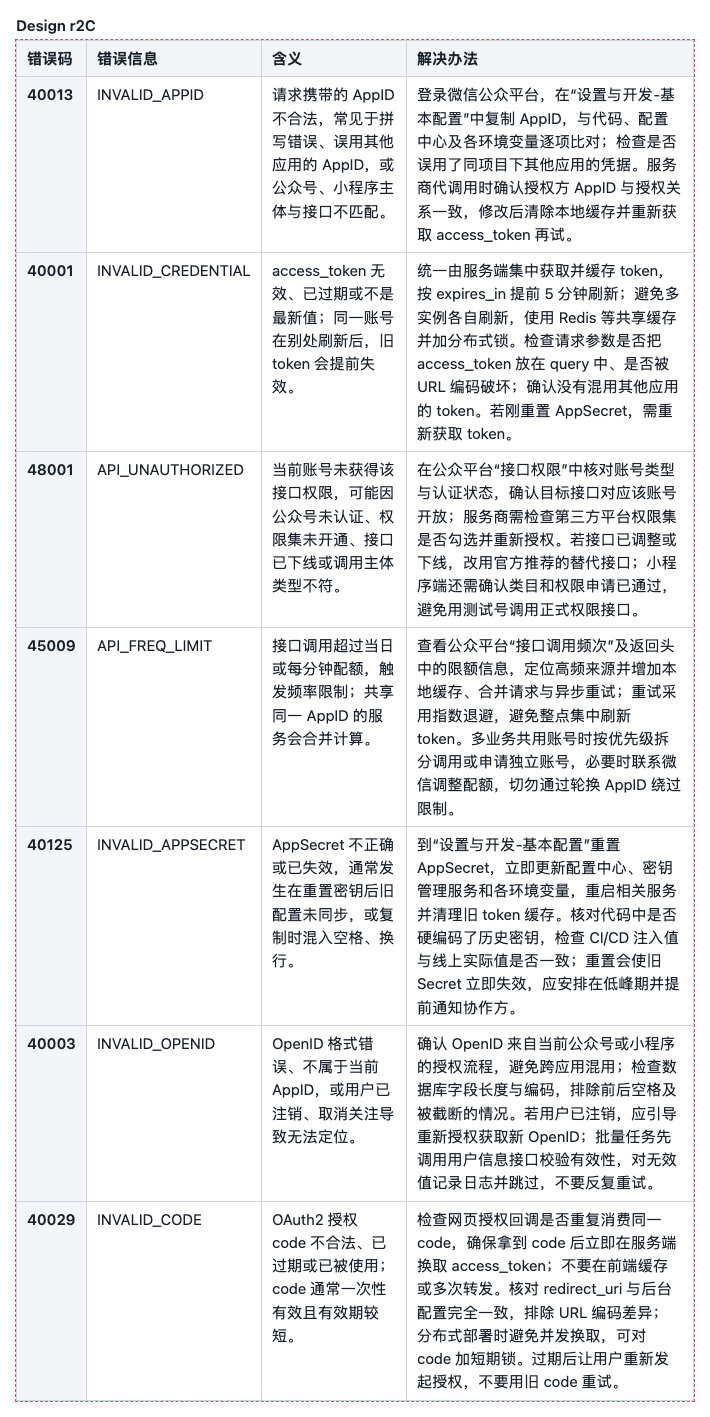 Design r2C
错误码 错误信息 含义 解决办法
40013 INVALID_APPID
请求携带的 AppID
不合法，常见于拼
写错误、误用其他
应用的 AppID，或
公众号、小程序主
体与接口不匹配。
登录微信公众平台，在“设置与开发-基
本配置”中复制 AppID，与代码、配置
中心及各环境变量逐项比对；检查是否
误用了同项目下其他应用的凭据。服务
商代调用时确认授权方 AppID 与授权关
系一致，修改后清除本地缓存并重新获
取 access_token 再试。
40001 INVALID_CREDENTIAL
access_token 无
效、已过期或不是
最新值；同一账号
在别处刷新后，旧
token 会提前失
效。
统一由服务端集中获取并缓存 token，
按 expires_in 提前 5 分钟刷新；避免多
实例各自刷新，使用 Redis 等共享缓存
并加分布式锁。检查请求参数是否把
access_token 放在 query 中、是否被
URL 编码破坏；确认没有混用其他应用
的 token。若刚重置 AppSecret，需重
新获取 token。
48001 API_UNAUTHORIZED
当前账号未获得该
接口权限，可能因
公众号未认证、权
限集未开通、接口
已下线或调用主体
类型不符。
在公众平台“接口权限”中核对账号类型
与认证状态，确认目标接口对应该账号
开放；服务商需检查第三方平台权限集
是否勾选并重新授权。若接口已调整或
下线，改用官方推荐的替代接口；小程
序端还需确认类目和权限申请已通过，
避免用测试号调用正式权限接口。
45009 API_FREQ_LIMIT
接口调用超过当日
或每分钟配额，触
发频率限制；共享
同一 AppID 的服
务会合并计算。
查看公众平台“接口调用频次”及返回头
中的限额信息，定位高频来源并增加本
地缓存、合并请求与异步重试；重试采
用指数退避，避免整点集中刷新
token。多业务共用账号时按优先级拆
分调用或申请独立账号，必要时联系微
信调整配额，切勿通过轮换 AppID 绕过
限制。
40125 INVALID_APPSECRET
AppSecret 不正确
或已失效，通常发
生在重置密钥后旧
配置未同步，或复
制时混入空格、换
行。
到“设置与开发-基本配置”重置
AppSecret，立即更新配置中心、密钥
管理服务和各环境变量，重启相关服务
并清理旧 token 缓存。核对代码中是否
硬编码了历史密钥，检查 CI/CD 注入值
与线上实际值是否一致；重置会使旧
Secret 立即失效，应安排在低峰期并提
前通知协作方。
40003 INVALID_OPENID
OpenID 格式错
误、不属于当前
AppID，或用户已
注销、取消关注导
致无法定位。
确认 OpenID 来自当前公众号或小程序
的授权流程，避免跨应用混用；检查数
据库字段长度与编码，排除前后空格及
被截断的情况。若用户已注销，应引导
重新授权获取新 OpenID；批量任务先
调用用户信息接口校验有效性，对无效
值记录日志并跳过，不要反复重试。
40029 INVALID_CODE
OAuth2 授权
code 不合法、已
过期或已被使用；
code 通常一次性
有效且有效期较
短。
检查网页授权回调是否重复消费同一
code，确保拿到 code 后立即在服务端
换取 access_token；不要在前端缓存
或多次转发。核对 redirect_uri 与后台
配置完全一致，排除 URL 编码差异；
分布式部署时避免并发换取，可对
code 加短期锁。过期后让用户重新发
起授权，不要用旧 code 重试。